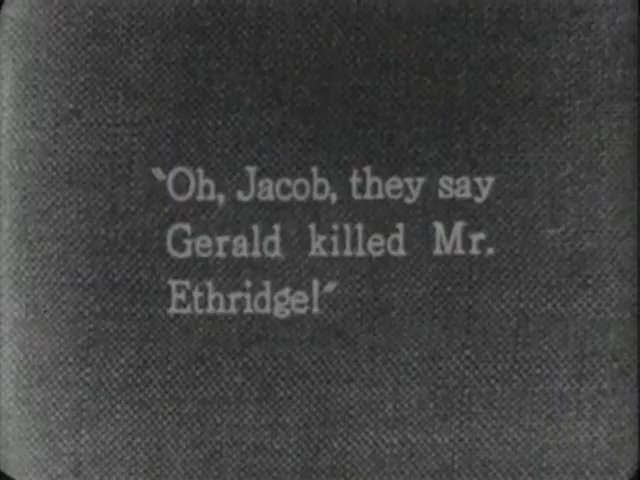 "Oh, Jacob, they say
Gerald killed Mr.
Ethridge!"